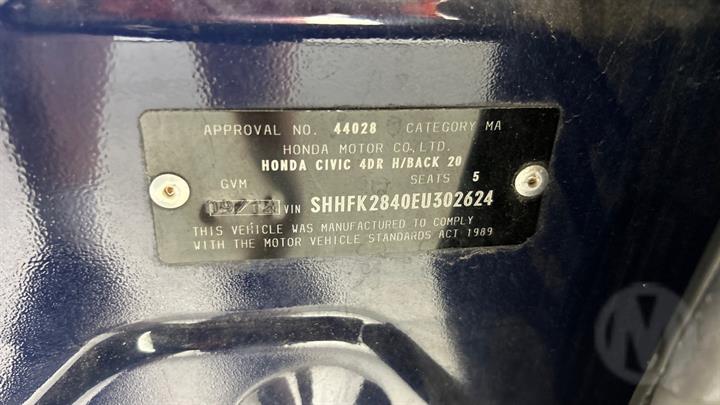 APPROVAL NO. 44028 CATEGORY MA
HONDA MOTOR CO., LTD.
HONDA CIVIC 4DR H/BACK 20
GVM SEATS 5
VIN SHHFK2840EU302624
THIS VEHICLE WAS MANUFACTURED TO COMPLY
WITH THE MOTOR VEHICLE STANDARDS ACT 1989
M